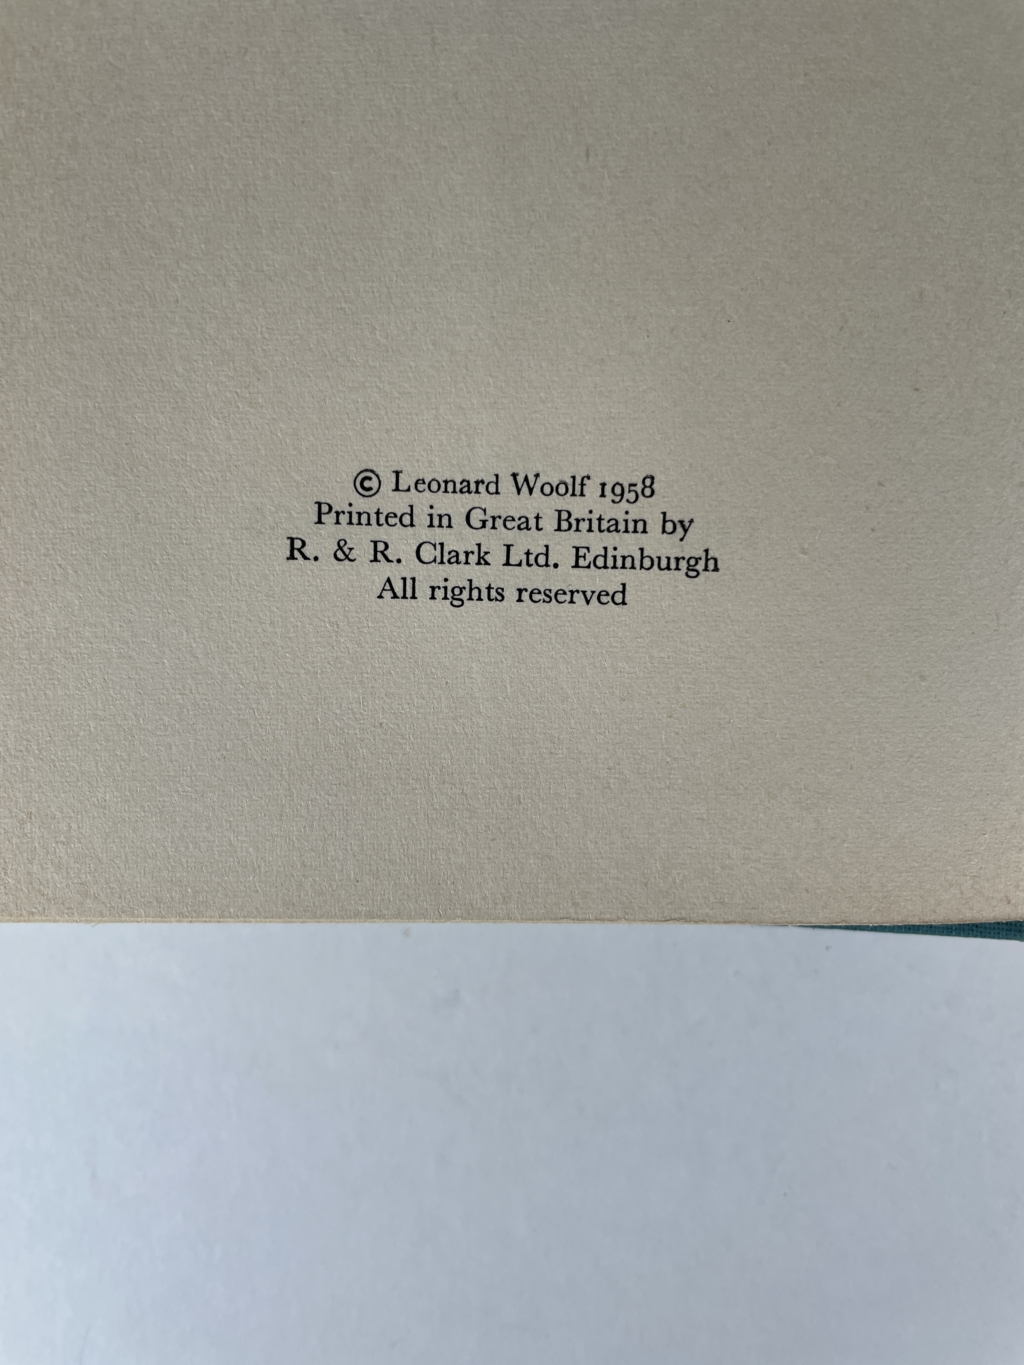 © Leonard Woolf 1958
Printed in Great Britain by
R. & R. Clark Ltd. Edinburgh
All rights reserved